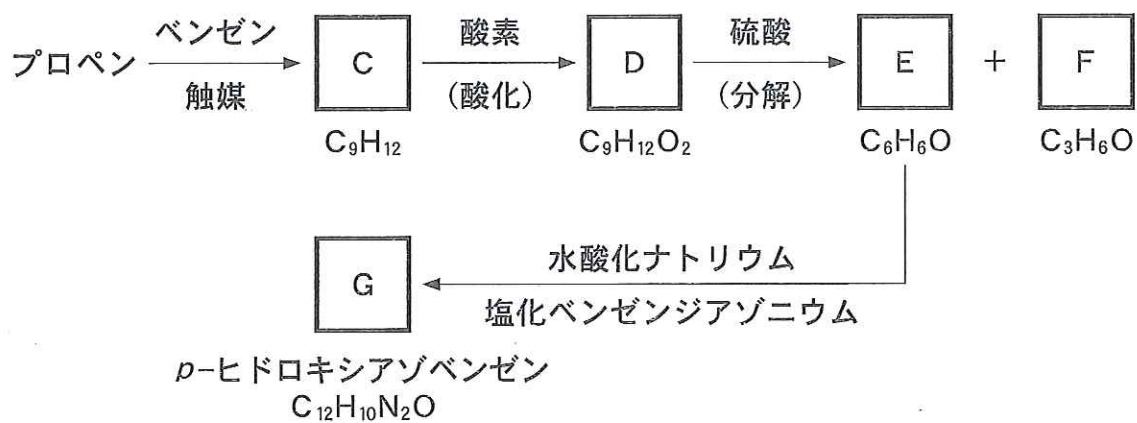 プロペン ベンゼン 触媒 C 酸素 (酸化) D 硫酸 (分解) E + F
C₉H₁₂ C₉H₁₂O₂ C₆H₆O C₃H₆O
G 水酸化ナトリウム
塩化ベンゼンジアゾニウム
p-ヒドロキシアゾベンゼン
C₁₂H₁₀N₂O